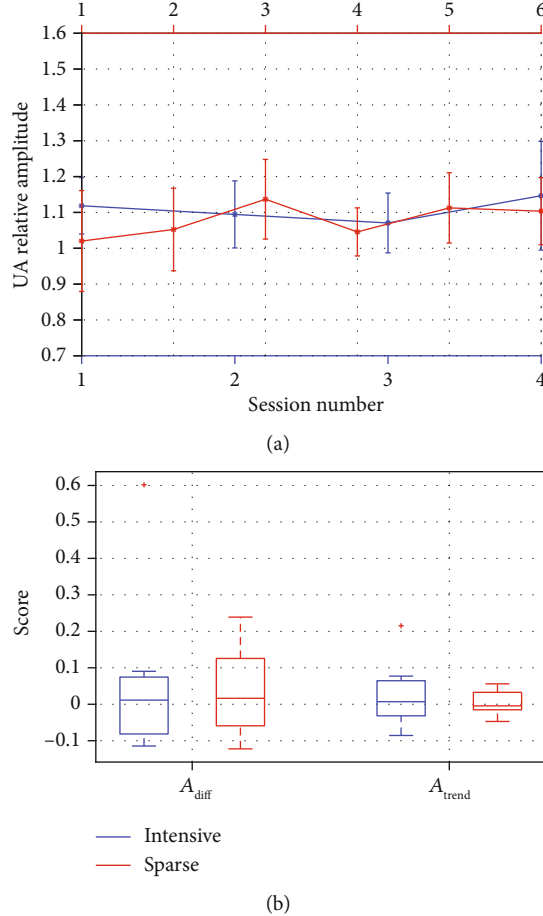 1 2 3 4 5 6
1.6
1.5
1.4
1.3
1.2
1.1
1
0.9
0.8
0.7
UA relative amplitude
1 2 3 4
Session number
(a)
0.6
0.5
0.4
0.3
0.2
0.1
0
−0.1
Score
A_diff A_trend
Intensive
Sparse
(b)